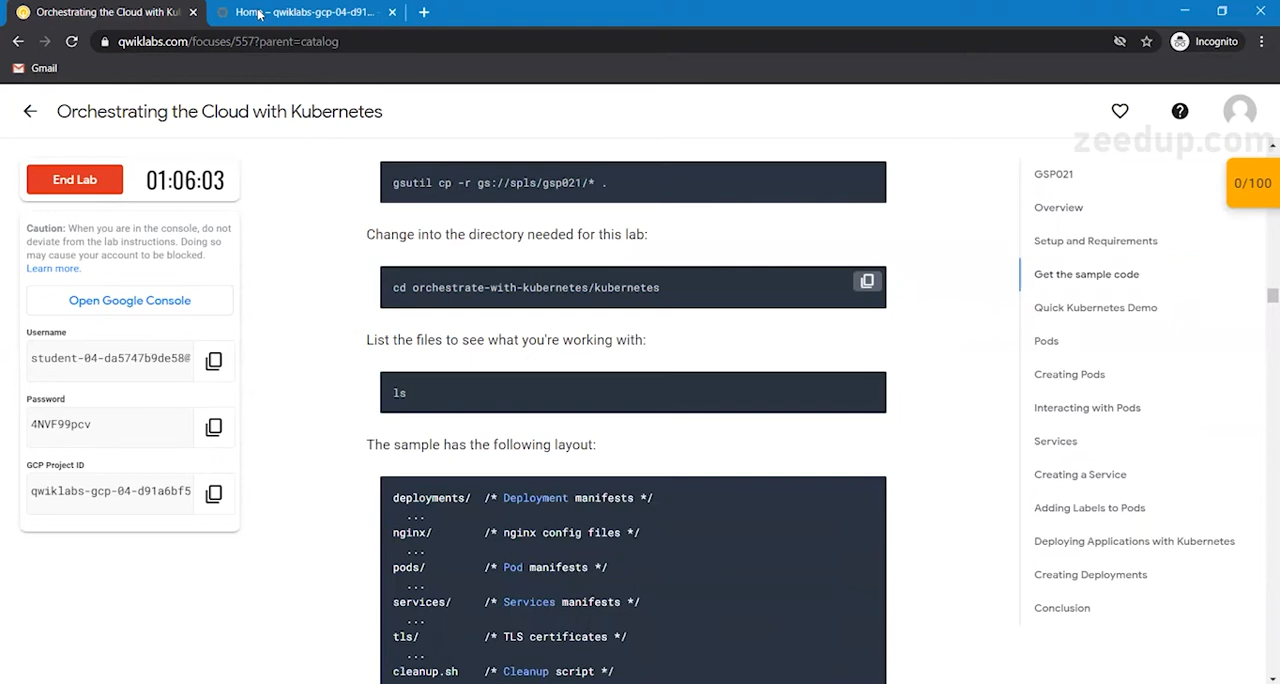 Orchestrating the Cloud with Ku
Home – qwiklabs-gcp-04-d91...
qwiklabs.com/focuses/557?parent=catalog
Incognito
Gmail
Orchestrating the Cloud with Kubernetes
zeedup.com
End Lab
01:06:03
Caution: When you are in the console, do not
deviate from the lab instructions. Doing so
may cause your account to be blocked.
Learn more.
Open Google Console
Username
student-04-da5747b9de58@
Password
4NVF99pcv
GCP Project ID
qwiklabs-gcp-04-d91a6bf5
gsutil cp -r gs://spls/gsp021/* .
Change into the directory needed for this lab:
cd orchestrate-with-kubernetes/kubernetes
List the files to see what you're working with:
ls
The sample has the following layout:
deployments/ /* Deployment manifests */
...
nginx/ /* nginx config files */
...
pods/ /* Pod manifests */
...
services/ /* Services manifests */
...
tls/ /* TLS certificates */
...
cleanup.sh /* Cleanup script */
GSP021
Overview
Setup and Requirements
Get the sample code
Quick Kubernetes Demo
Pods
Creating Pods
Interacting with Pods
Services
Creating a Service
Adding Labels to Pods
Deploying Applications with Kubernetes
Creating Deployments
Conclusion
0/100